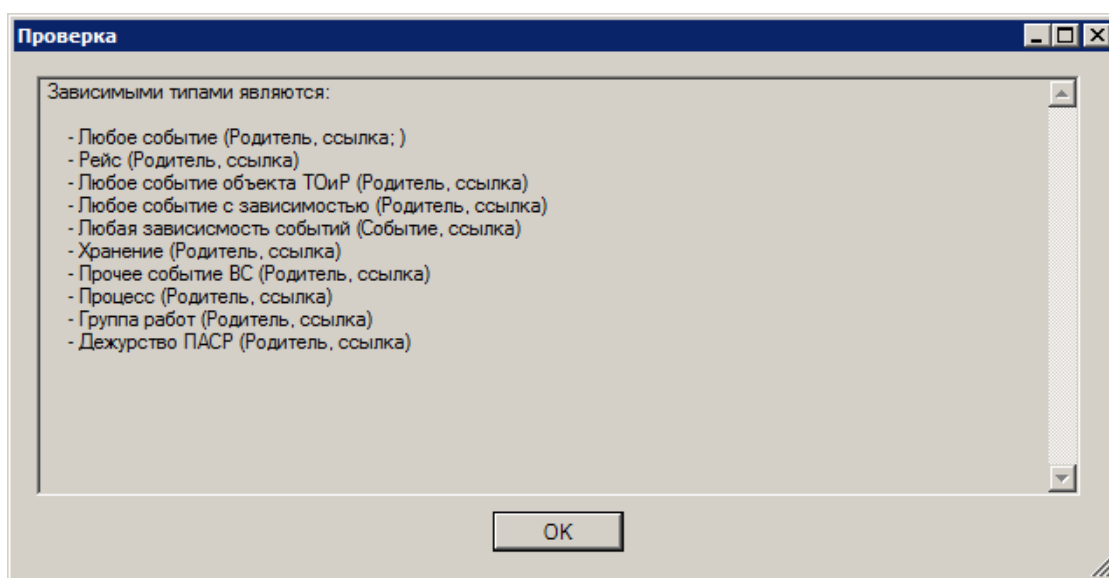 Проверка
Зависимыми типами являются:
- Любое событие (Родитель, ссылка; )
- Рейс (Родитель, ссылка)
- Любое событие объекта ТОиР (Родитель, ссылка)
- Любое событие с зависимостью (Родитель, ссылка)
- Любая зависисмость событий (Событие, ссылка)
- Хранение (Родитель, ссылка)
- Прочее событие ВС (Родитель, ссылка)
- Процесс (Родитель, ссылка)
- Группа работ (Родитель, ссылка)
- Дежурство ПАСР (Родитель, ссылка)
OK